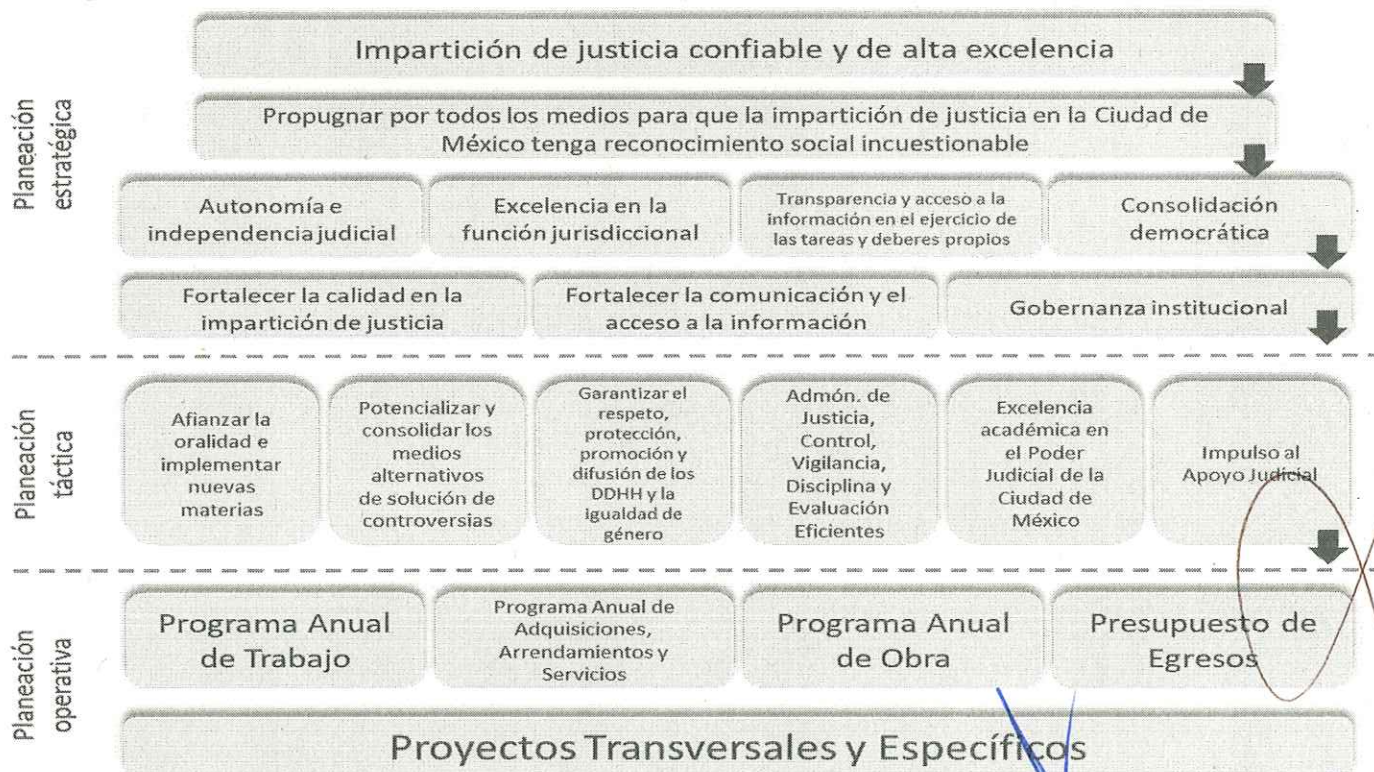 Planeación
estratégica
Impartición de justicia confiable y de alta excelencia
Propugnar por todos los medios para que la impartición de justicia en la Ciudad de
México tenga reconocimiento social incuestionable
Autonomía e
independencia judicial
Excelencia en la
función jurisdiccional
Transparencia y acceso a la
información en el ejercicio de
las tareas y deberes propios
Consolidación
democrática
Fortalecer la calidad en la
impartición de justicia
Fortalecer la comunicación y el
acceso a la información
Gobernanza institucional
Planeación
táctica
Afianzar la
oralidad e
implementar
nuevas
materias
Potencializar y
consolidar los
medios
alternativos
de solución de
controversias
Garantizar el
respeto,
protección,
promoción y
difusión de los
DDHH y la
igualdad de
género
Admón. de
Justicia,
Control,
Vigilancia,
Disciplina y
Evaluación
Eficientes
Excelencia
académica en
el Poder
Judicial de la
Ciudad de
México
Impulso al
Apoyo Judicial
Planeación
operativa
Programa Anual
de Trabajo
Programa Anual de
Adquisiciones,
Arrendamientos y
Servicios
Programa Anual
de Obra
Presupuesto de
Egresos
Proyectos Transversales y Específicos